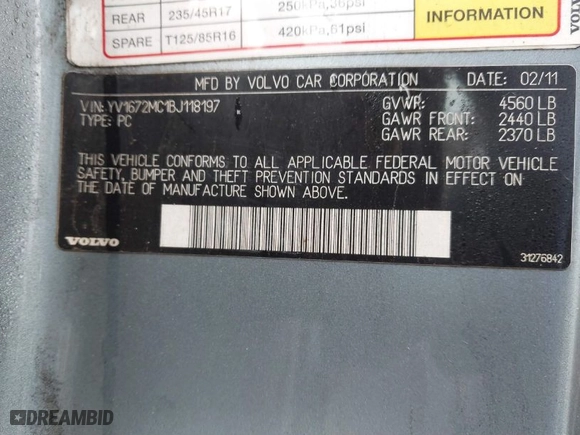 REAR 235/45R17 250kPa,36psi
SPARE T125/85R16 420kPa,61psi
INFORMATION
VOLVO
MFD BY VOLVO CAR CORPORATION DATE: 02/11
VIN: YV1672MC1BJ118197 GVWR: 4560 LB
TYPE: PC GAWR FRONT: 2440 LB
GAWR REAR: 2370 LB
THIS VEHICLE CONFORMS TO ALL APPLICABLE FEDERAL MOTOR VEHICLE
SAFETY, BUMPER AND THEFT PREVENTION STANDARDS IN EFFECT ON
THE DATE OF MANUFACTURE SHOWN ABOVE.
VOLVO
31276842
DREAMBID